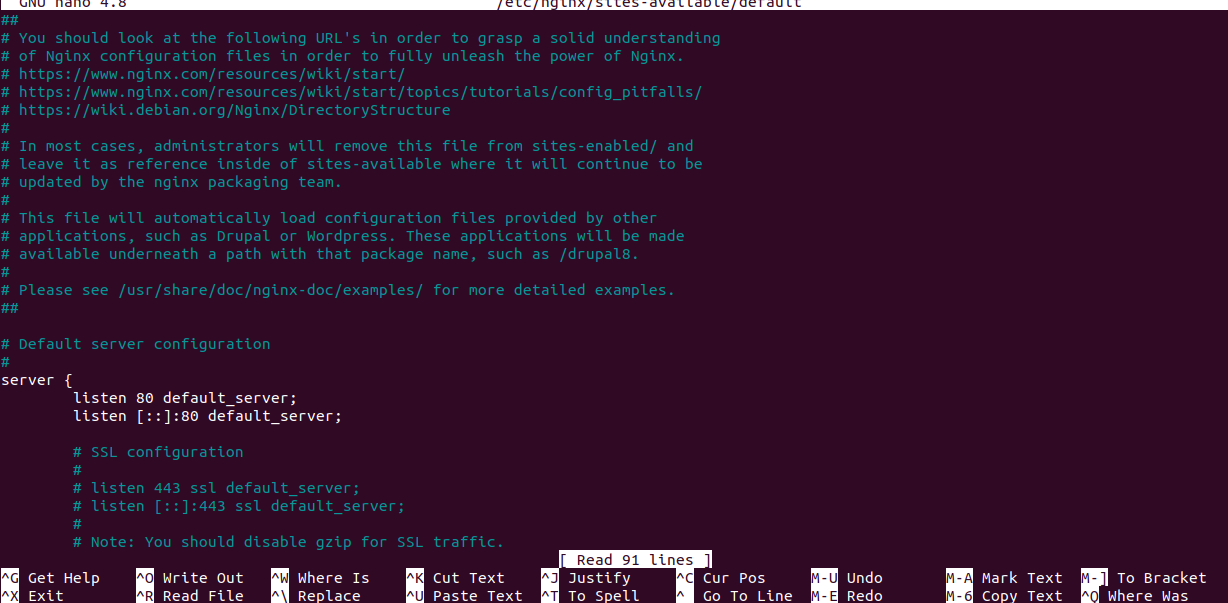 GNU nano 4.8 /etc/nginx/sites-available/default
##
# You should look at the following URL's in order to grasp a solid understanding
# of Nginx configuration files in order to fully unleash the power of Nginx.
# https://www.nginx.com/resources/wiki/start/
# https://www.nginx.com/resources/wiki/start/topics/tutorials/config_pitfalls/
# https://wiki.debian.org/Nginx/DirectoryStructure
#
# In most cases, administrators will remove this file from sites-enabled/ and
# leave it as reference inside of sites-available where it will continue to be
# updated by the nginx packaging team.
#
# This file will automatically load configuration files provided by other
# applications, such as Drupal or Wordpress. These applications will be made
# available underneath a path with that package name, such as /drupal8.
#
# Please see /usr/share/doc/nginx-doc/examples/ for more detailed examples.
##
# Default server configuration
#
server {
listen 80 default_server;
listen [::]:80 default_server;
# SSL configuration
#
# listen 443 ssl default_server;
# listen [::]:443 ssl default_server;
#
# Note: You should disable gzip for SSL traffic.
[ Read 91 lines ]
^G Get Help ^O Write Out ^W Where Is ^K Cut Text ^J Justify ^C Cur Pos M-U Undo M-A Mark Text M-] To Bracket
^X Exit ^R Read File ^\ Replace ^U Paste Text ^T To Spell ^_ Go To Line M-E Redo M-6 Copy Text ^Q Where Was